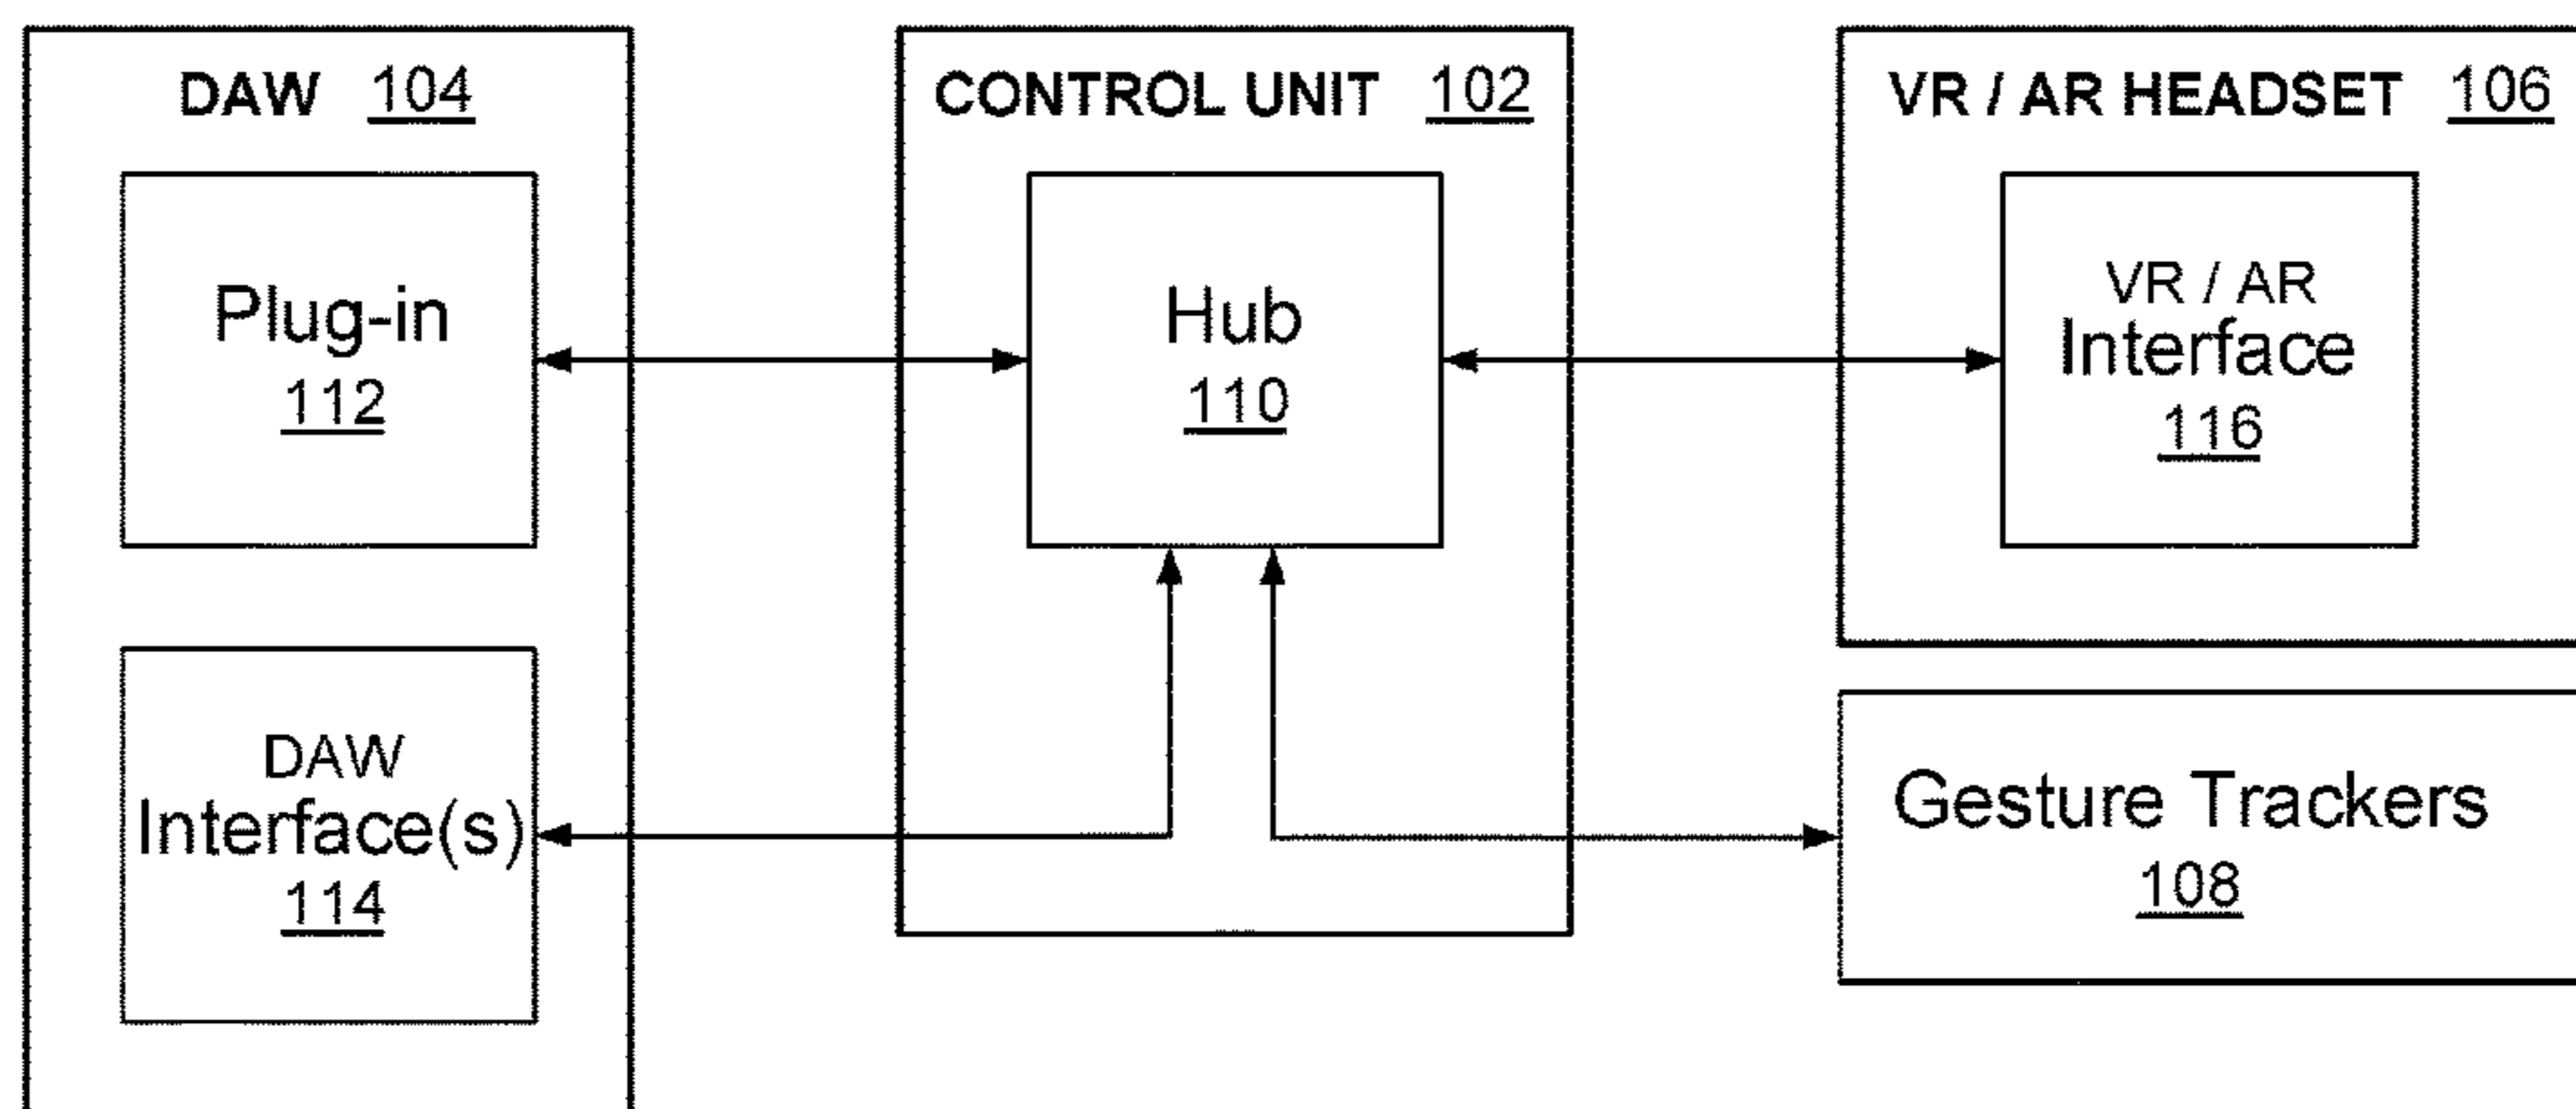 DAW 104
Plug-in
112
DAW
Interface(s)
114
CONTROL UNIT 102
Hub
110
VR / AR HEADSET 106
VR / AR
Interface
116
Gesture Trackers
108